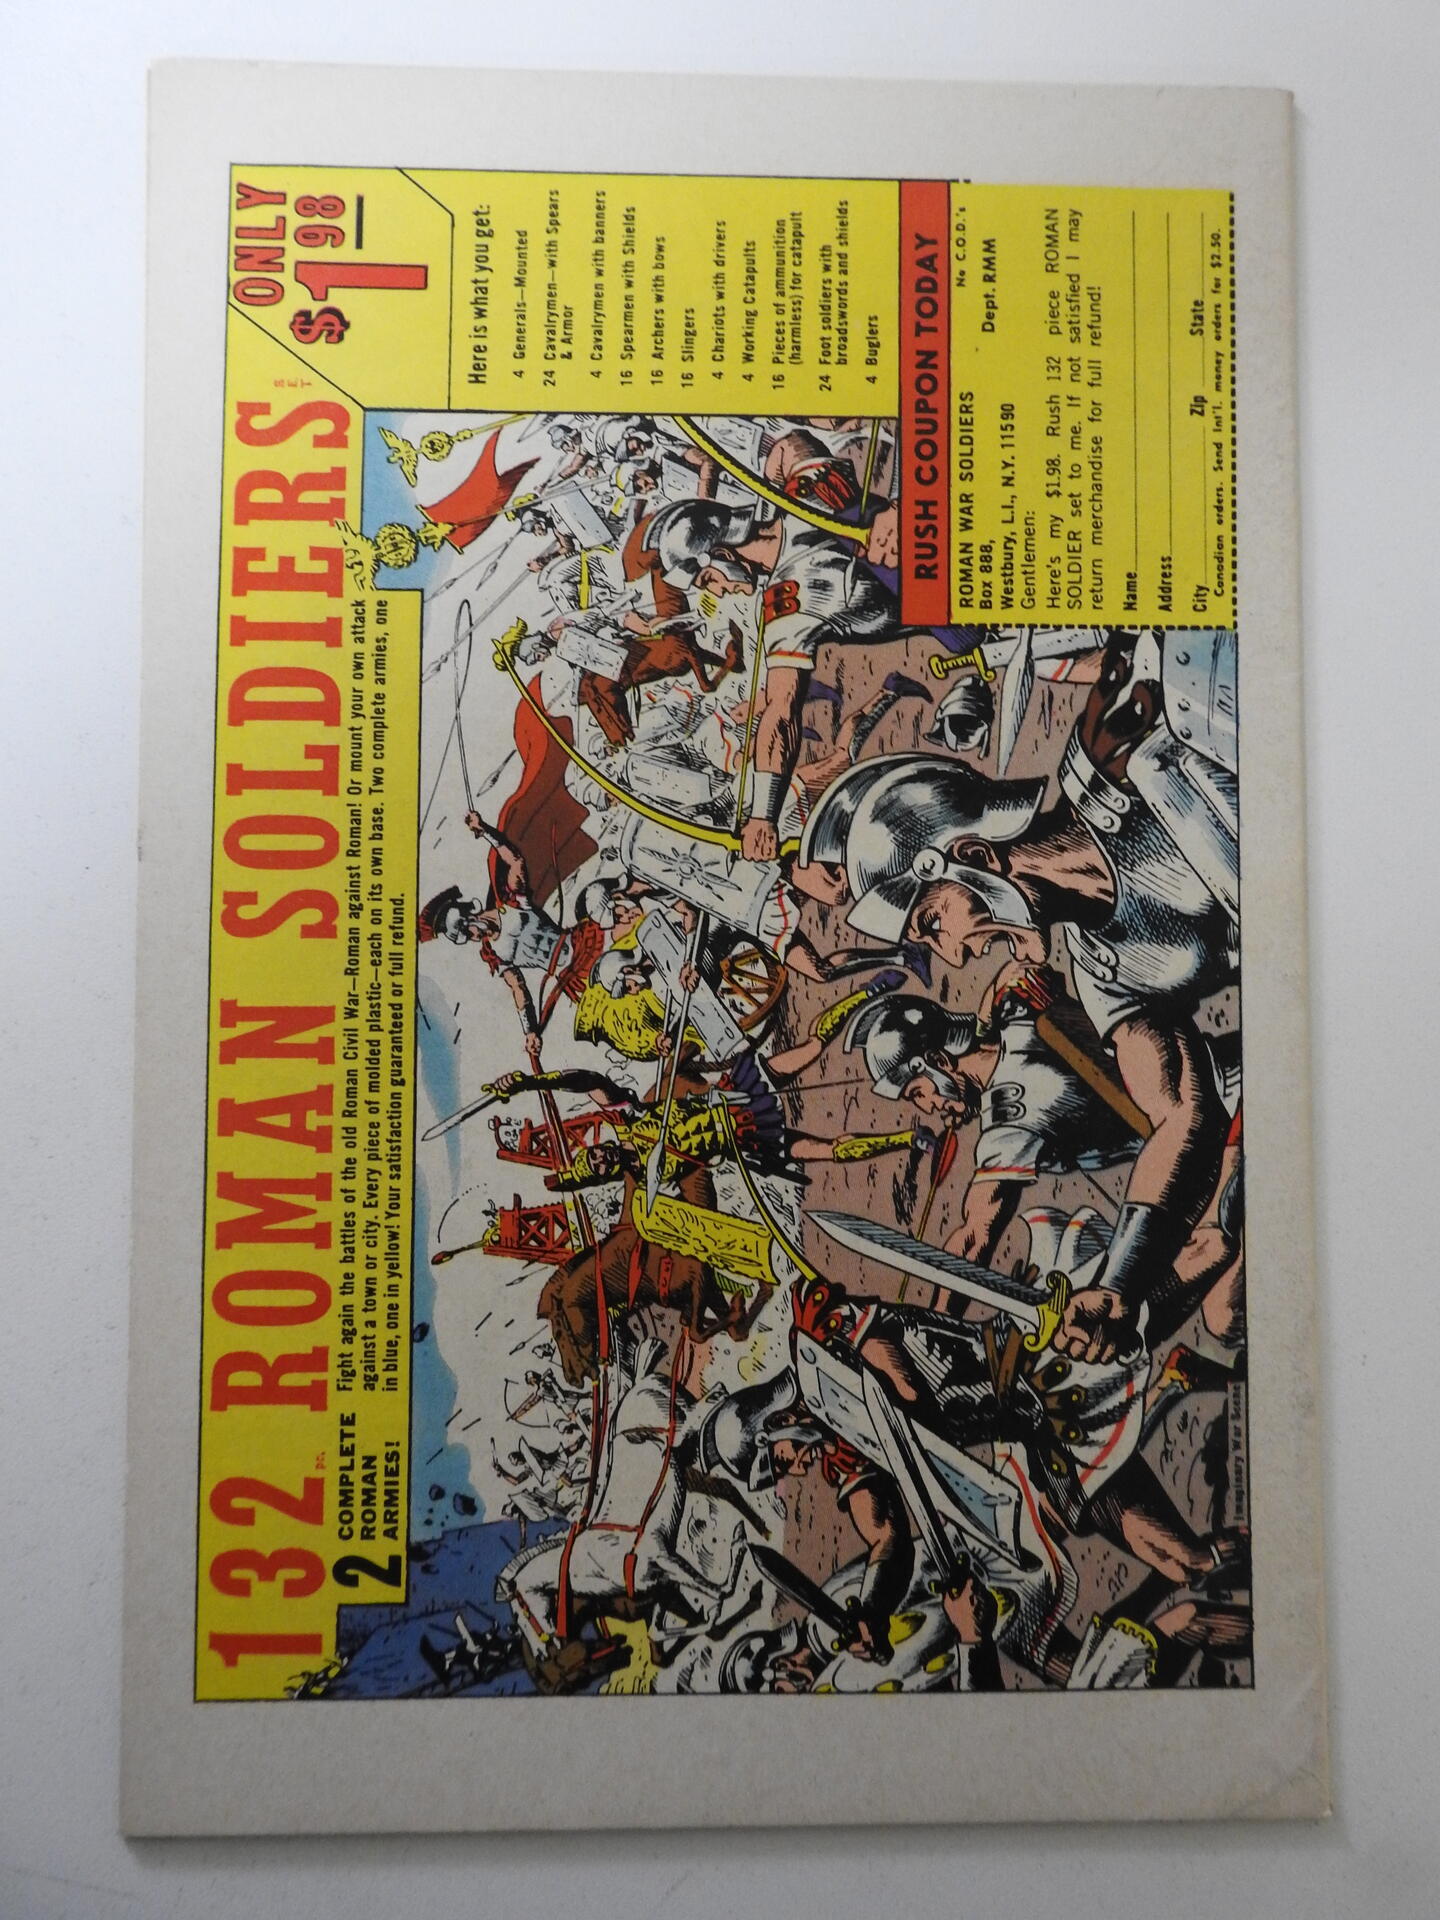 132 PC. ROMAN SOLDIERS SET
ONLY
$1.98
2 COMPLETE
ROMAN
ARMIES!
Fight again the battles of the old Roman Civil War—Roman against Roman! Or mount your own attack
against a town or city. Every piece of molded plastic—each on its own base. Two complete armies, one
in blue, one in yellow! Your satisfaction guaranteed or full refund.
Here is what you get:
4 Generals—Mounted
24 Cavalrymen—with Spears
& Armor
4 Cavalrymen with banners
16 Spearmen with Shields
16 Archers with bows
16 Slingers
4 Chariots with drivers
4 Working Catapults
16 Pieces of ammunition
(harmless) for catapult
24 Foot soldiers with
broadswords and shields
4 Buglers
RUSH COUPON TODAY
ROMAN WAR SOLDIERS No C.O.D.'s
Box 888, Dept. RMM
Westbury, L.I., N.Y. 11590
Gentlemen:
Here's my $1.98. Rush 132 piece ROMAN
SOLDIER set to me. If not satisfied I may
return merchandise for full refund!
Name
Address
City Zip State
Canadian orders. Send Int'l. money orders for $2.50.
Imaginary War Scene